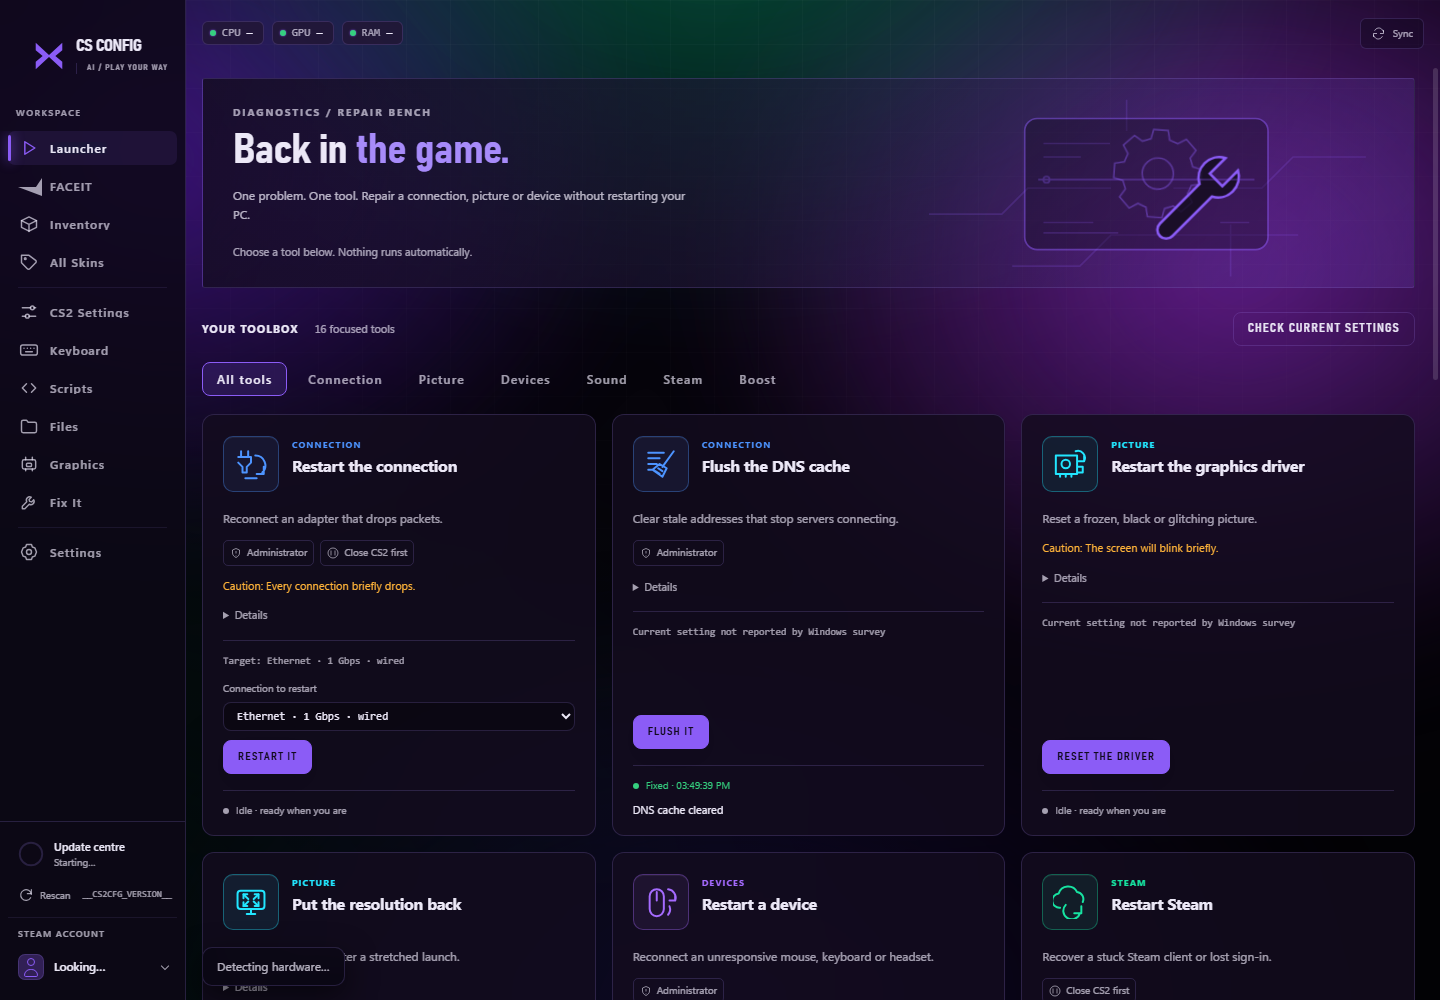 CS CONFIG
AI / PLAY YOUR WAY
WORKSPACE
Launcher
FACEIT
Inventory
All Skins
CS2 Settings
Keyboard
Scripts
Files
Graphics
Fix It
Settings
Update centre
Starting...
Rescan __CS2CFG_VERSION__
STEAM ACCOUNT
Looking...
CPU –
GPU –
RAM –
Sync
DIAGNOSTICS / REPAIR BENCH
Back in the game.
One problem. One tool. Repair a connection, picture or device without restarting your
PC.
Choose a tool below. Nothing runs automatically.
YOUR TOOLBOX 16 focused tools
CHECK CURRENT SETTINGS
All tools Connection Picture Devices Sound Steam Boost
CONNECTION
Restart the connection
Reconnect an adapter that drops packets.
Administrator Close CS2 first
Caution: Every connection briefly drops.
Details
Target: Ethernet · 1 Gbps · wired
Connection to restart
Ethernet · 1 Gbps · wired
RESTART IT
Idle · ready when you are
CONNECTION
Flush the DNS cache
Clear stale addresses that stop servers connecting.
Administrator
Details
Current setting not reported by Windows survey
FLUSH IT
Fixed · 03:49:39 PM
DNS cache cleared
PICTURE
Restart the graphics driver
Reset a frozen, black or glitching picture.
Caution: The screen will blink briefly.
Details
Current setting not reported by Windows survey
RESET THE DRIVER
Idle · ready when you are
PICTURE
Put the resolution back
a stretched launch.
Details
Detecting hardware...
DEVICES
Restart a device
Reconnect an unresponsive mouse, keyboard or headset.
Administrator
STEAM
Restart Steam
Recover a stuck Steam client or lost sign-in.
Close CS2 first